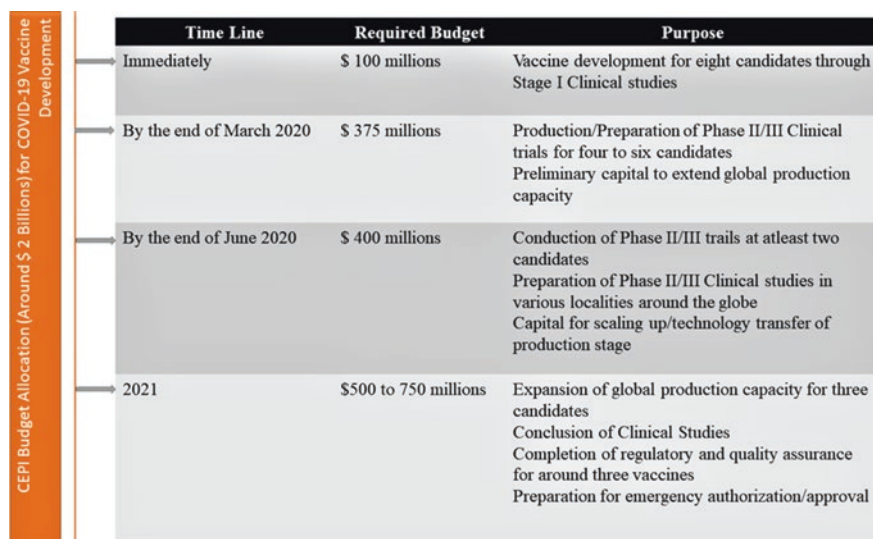 CEPI Budget Allocation (Around $ 2 Billions) for COVID-19 Vaccine
Development
Time Line Required Budget Purpose
Immediately $ 100 millions Vaccine development for eight candidates through
Stage I Clinical studies
By the end of March 2020 $ 375 millions Production/Preparation of Phase II/III Clinical
trials for four to six candidates
Preliminary capital to extend global production
capacity
By the end of June 2020 $ 400 millions Conduction of Phase II/III trails at atleast two
candidates
Preparation of Phase II/III Clinical studies in
various localities around the globe
Capital for scaling up/technology transfer of
production stage
2021 $500 to 750 millions Expansion of global production capacity for three
candidates
Conclusion of Clinical Studies
Completion of regulatory and quality assurance
for around three vaccines
Preparation for emergency authorization/approval